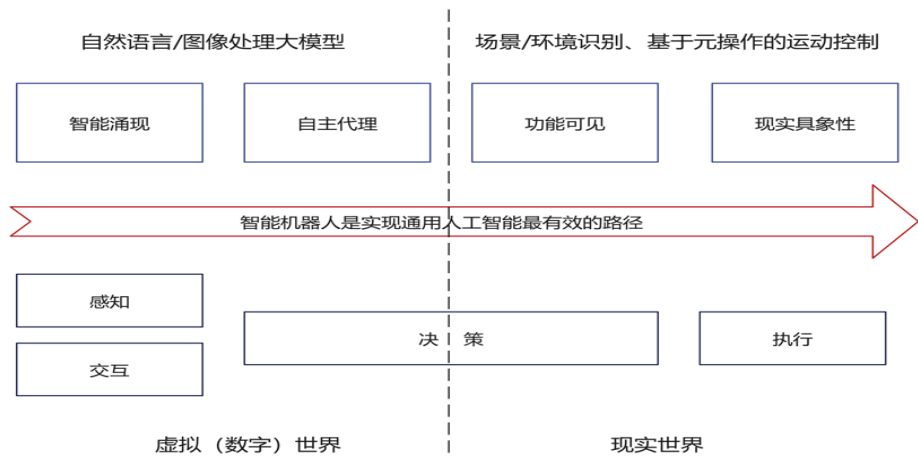 自然语言/图像处理大模型
场景/环境识别、基于元操作的运动控制
智能涌现
自主代理
功能可见
现实具象性
智能机器人是实现通用人工智能最有效的路径
感知
交互
决 策
执行
虚拟（数字）世界
现实世界